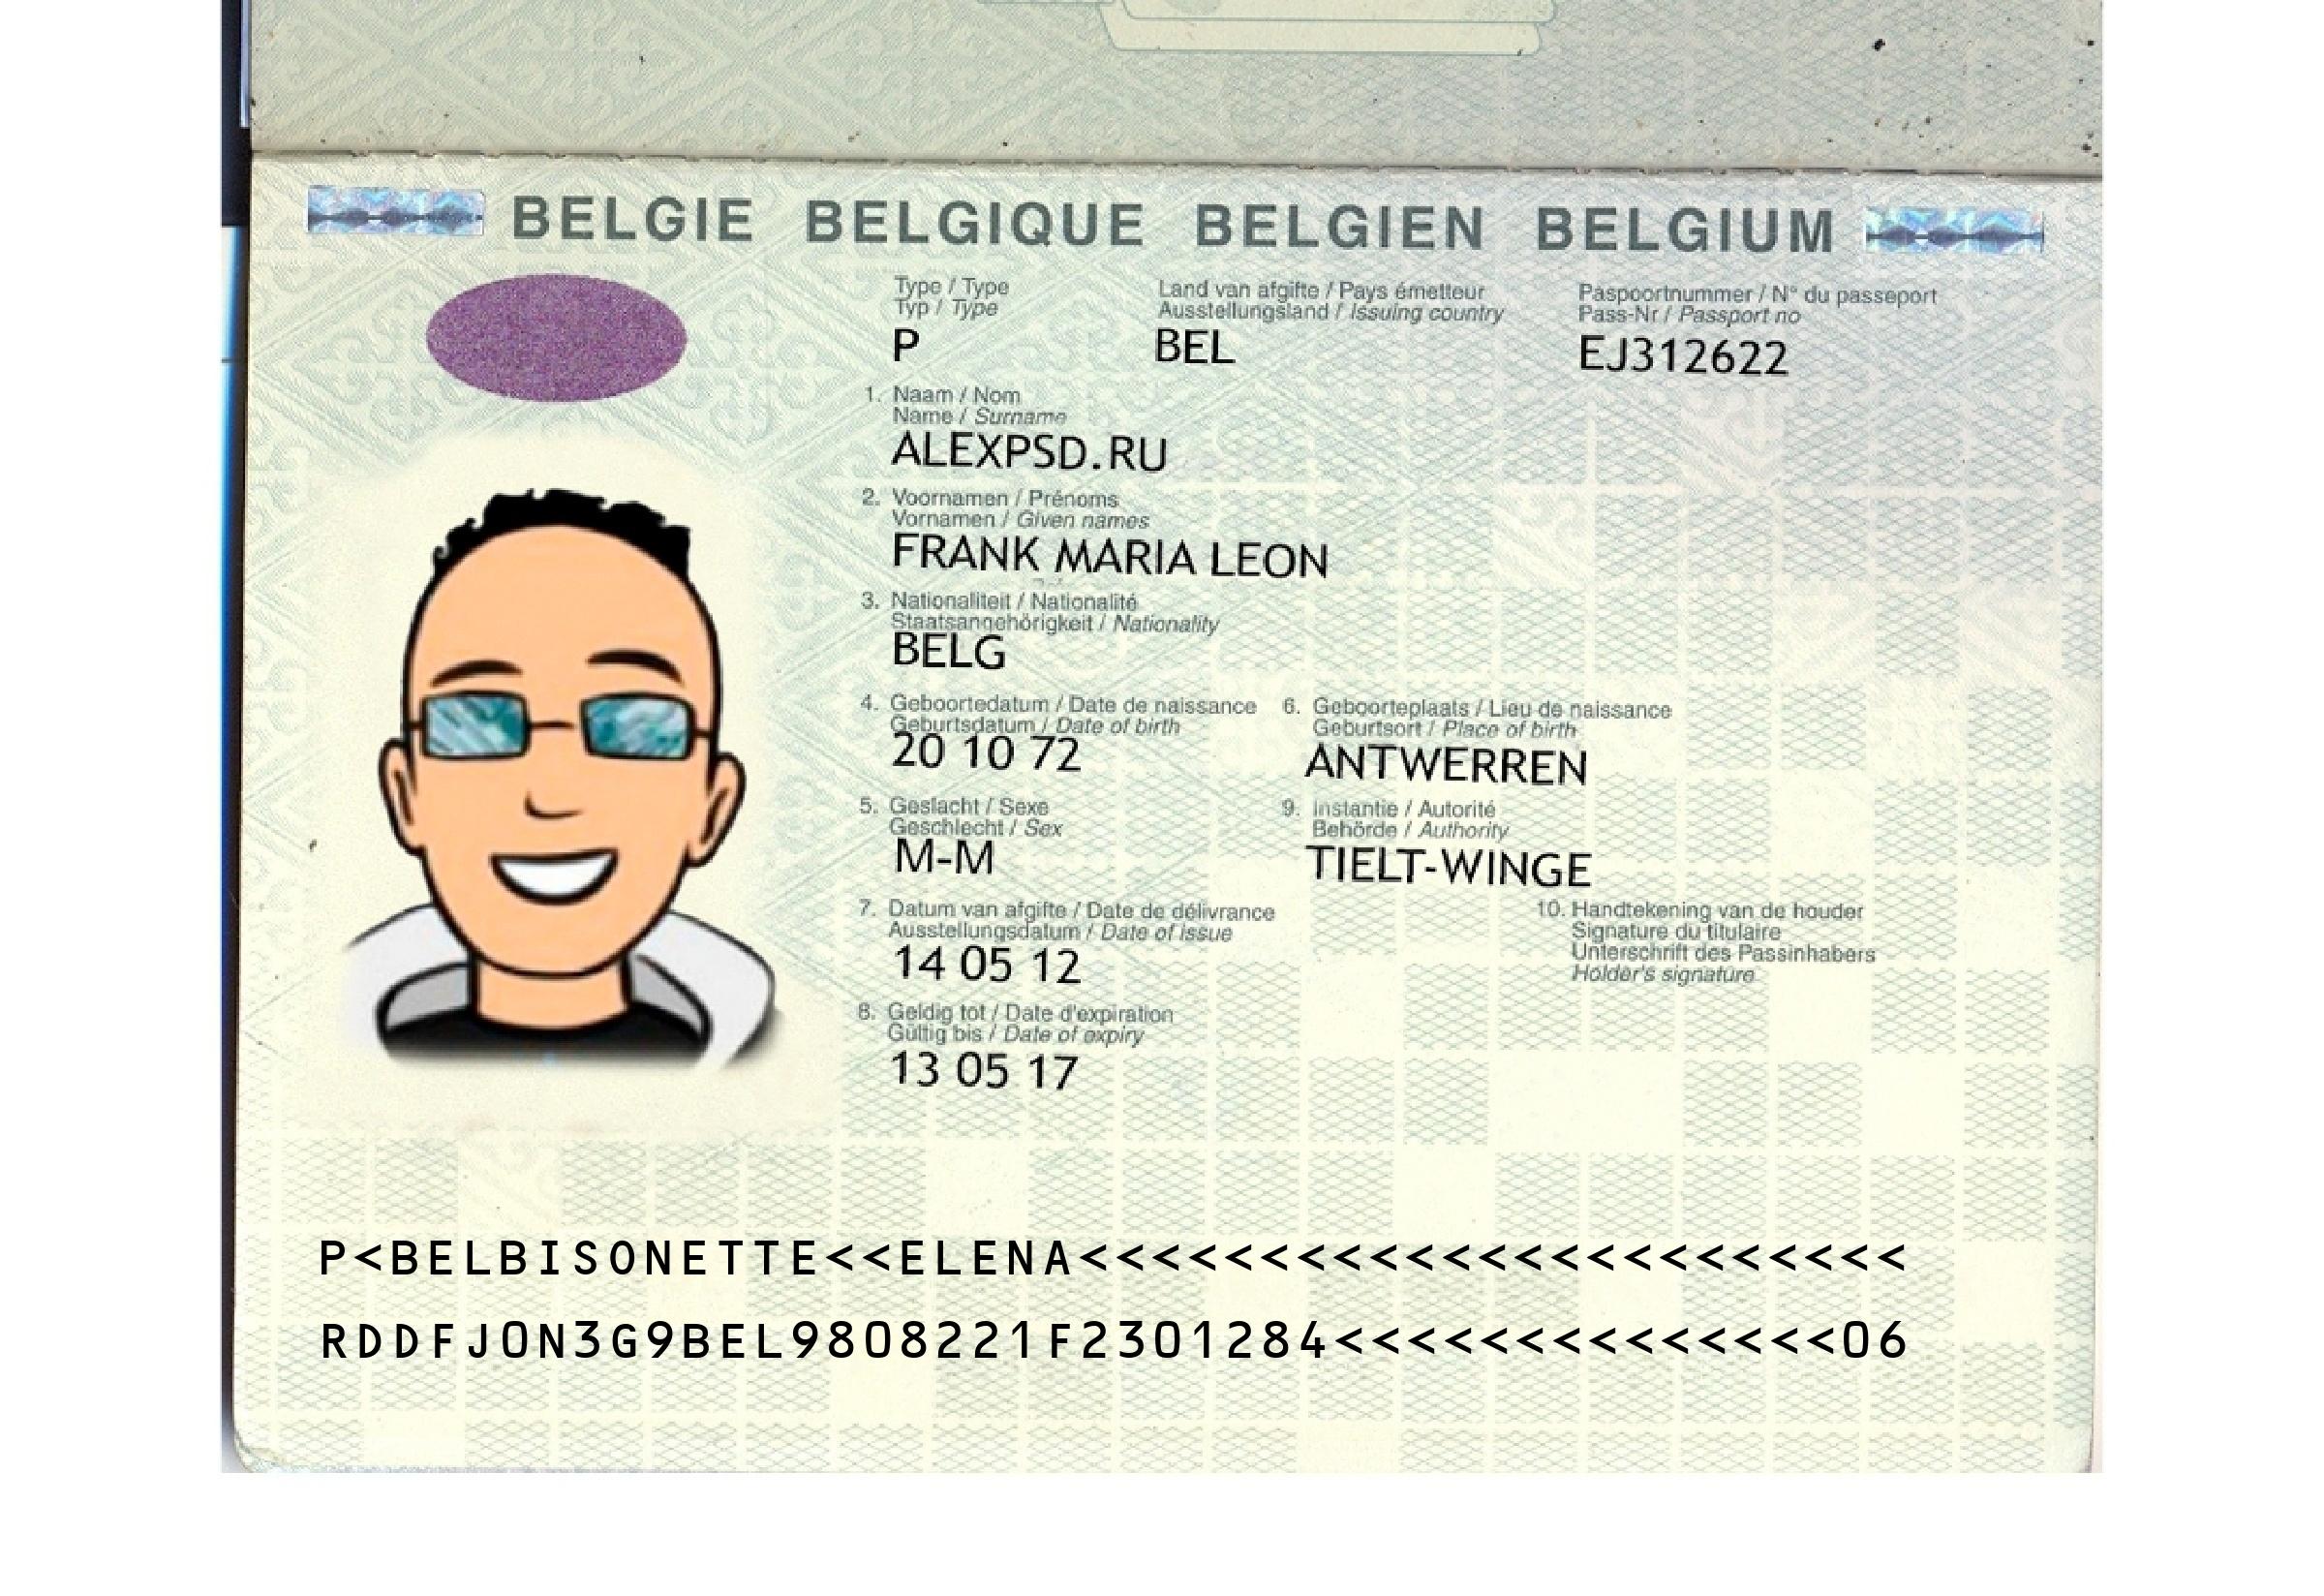 BELGIE BELGIQUE BELGIEN BELGIUM
Type / Type
Typ / Type
P
Land van afgifte / Pays émetteur
Ausstellungsland / Issuing country
BEL
Paspoortnummer / N° du passeport
Pass-Nr / Passport no
EJ312622
1. Naam / Nom
Name / Surname
ALEXPSD.RU
2. Voornamen / Prénoms
Vornamen / Given names
FRANK MARIA LEON
3. Nationaliteit / Nationalité
Staatsangehörigkeit / Nationality
BELG
4. Geboortedatum / Date de naissance
Geburtsdatum / Date of birth
20 10 72
6. Geboorteplaats / Lieu de naissance
Geburtsort / Place of birth
ANTWERREN
5. Geslacht / Sexe
Geschlecht / Sex
M-M
9. Instantie / Autorité
Behörde / Authority
TIELT-WINGE
7. Datum van afgifte / Date de délivrance
Ausstellungsdatum / Date of issue
14 05 12
10. Handtekening van de houder
Signature du titulaire
Unterschrift des Passinhabers
Holder's signature
8. Geldig tot / Date d'expiration
Gültig bis / Date of expiry
13 05 17
P<BELBISONETTE<<ELENA<<<<<<<<<<<<<<<<<<<<<<<
RDDFJON3G9BEL9808221F2301284<<<<<<<<<<<<<<06